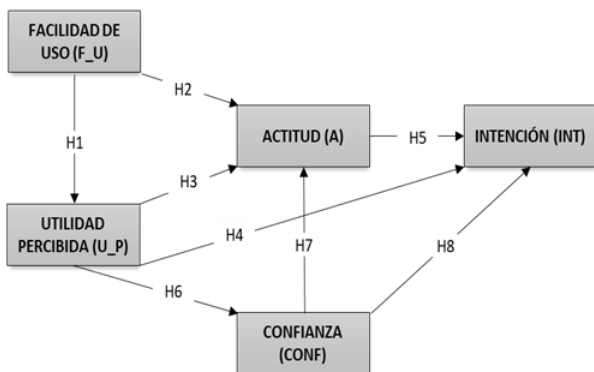 FACILIDAD DE
USO (F_U)
H2
H1
ACTITUD (A)
H5
INTENCIÓN (INT)
H3
UTILIDAD
PERCIBIDA (U_P)
H4
H7
H8
H6
CONFIANZA
(CONF)